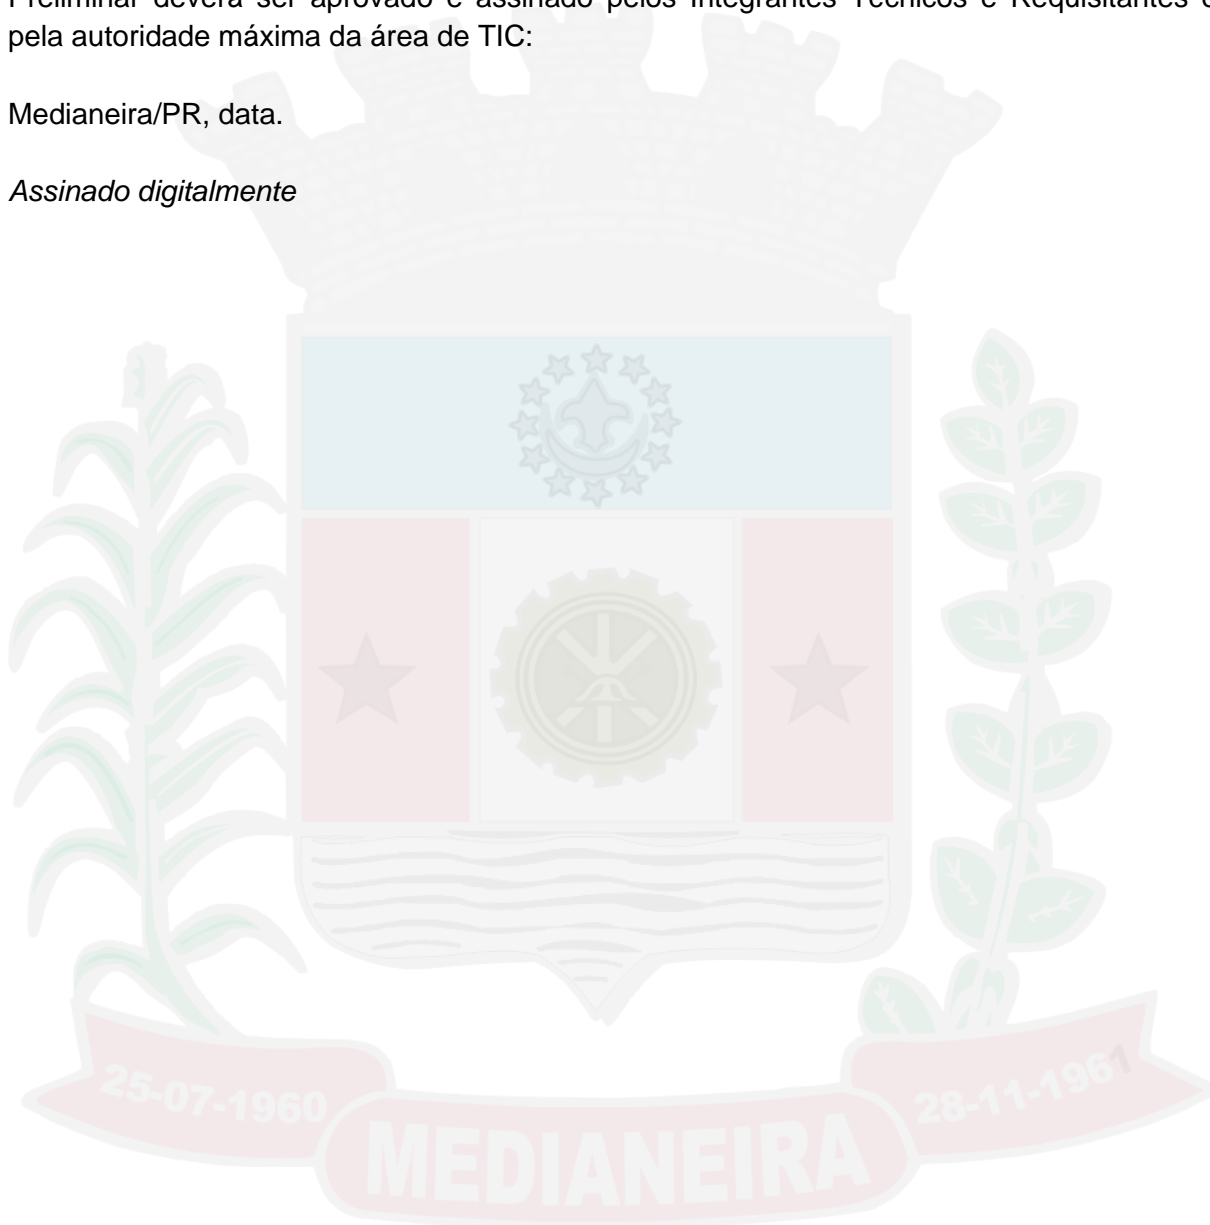 Preliminar deverá ser aprovado e assinado pelos Integrantes Técnicos e Requisitantes e
pela autoridade máxima da área de TIC:
Medianeira/PR, data.
Assinado digitalmente
25-07-1960
28-11-1961
MEDIANEIRA